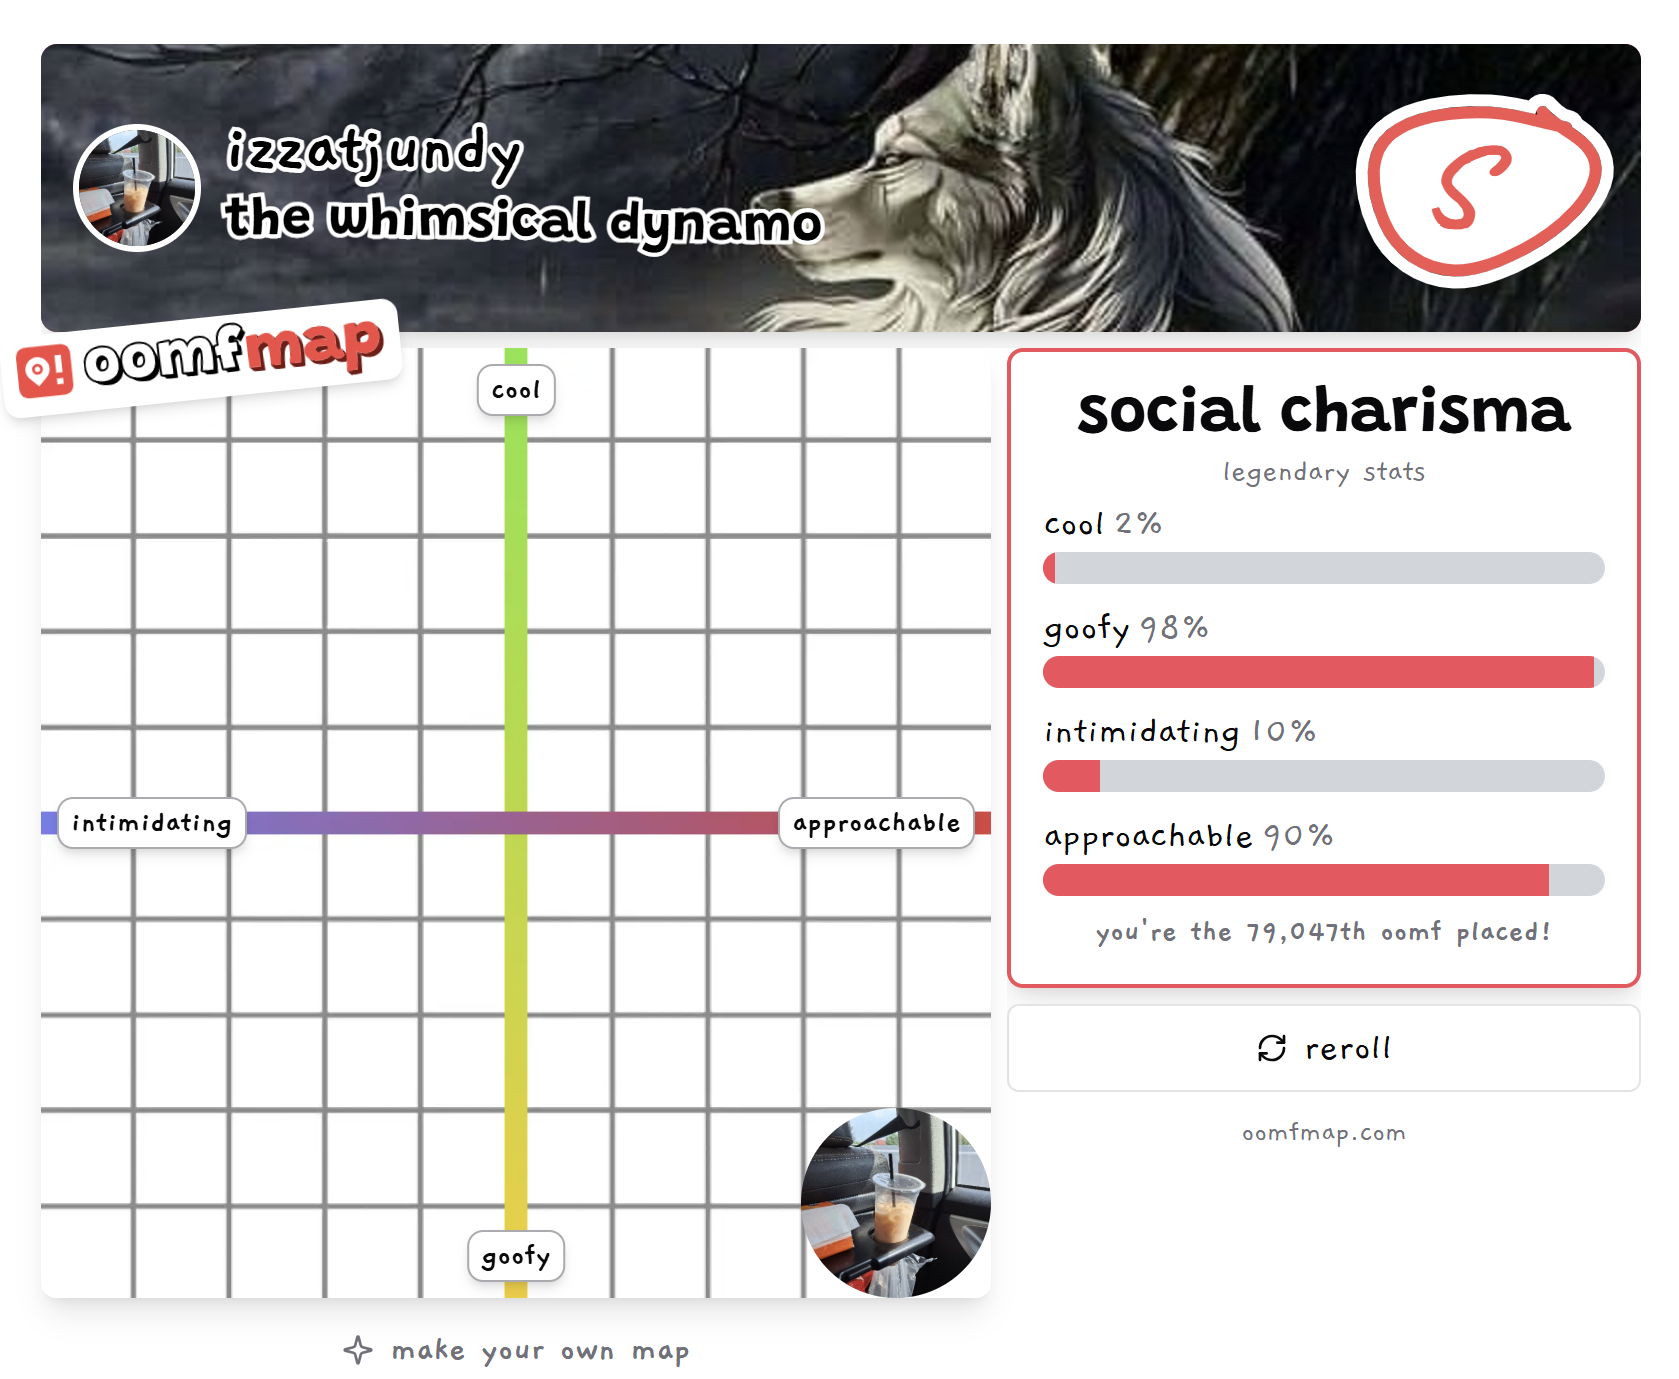 izzatjundy
the whimsical dynamo
S
oomfmap
cool
intimidating
approachable
goofy
make your own map
social charisma
legendary stats
cool 2%
goofy 98%
intimidating 10%
approachable 90%
you're the 79,047th oomf placed!
reroll
oomfmap.com